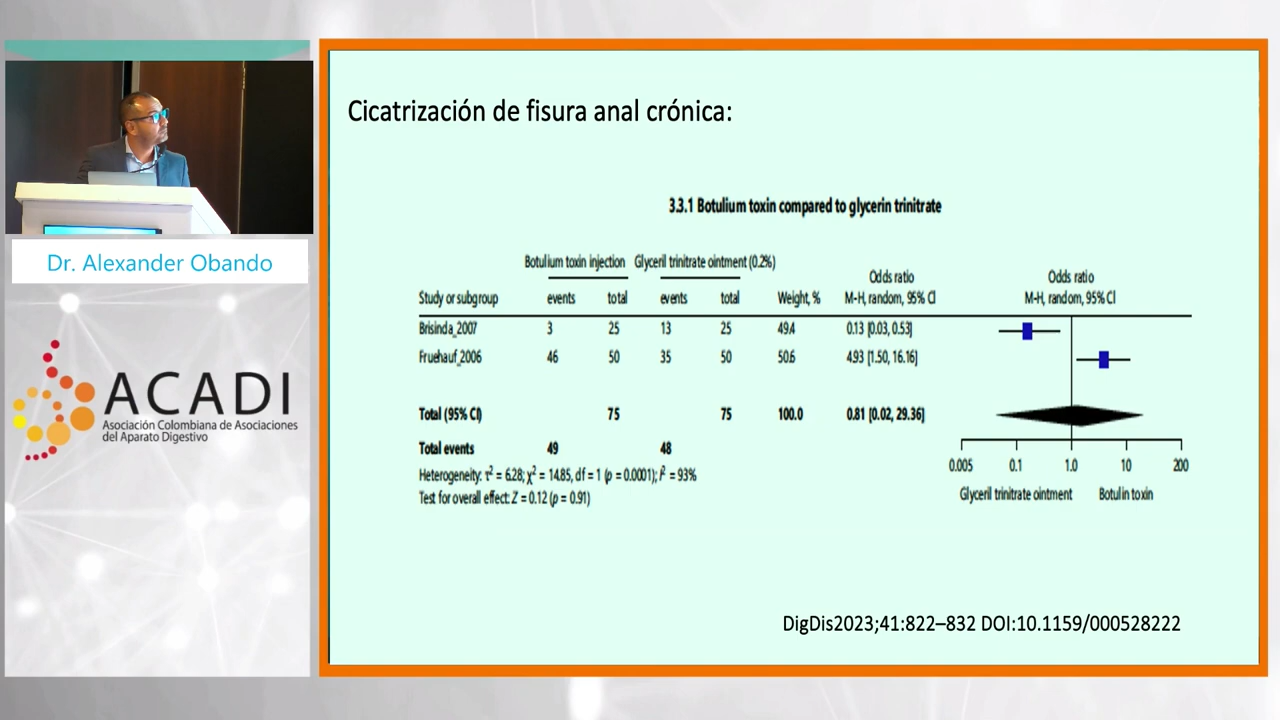 Cicatrización de fisura anal crónica:
3.3.1 Botulium toxin compared to glycerin trinitrate
Botulium toxin injection Glyceril trinitrate ointment (0.2%)
Odds ratio Odds ratio
Study or subgroup events total events total Weight, % M-H, random, 95% CI M-H, random, 95% CI
Brisinda_2007 3 25 13 25 49.4 0.13 [0.03, 0.53]
Fruehauf_2006 46 50 35 50 50.6 4.93 [1.50, 16.16]
Total (95% CI) 75 75 100.0 0.81 [0.02, 29.36]
Total events 49 48
Heterogeneity: τ² = 6.28; χ² = 14.85, df = 1 (p = 0.0001); I² = 93%
Test for overall effect: Z = 0.12 (p = 0.91)
0.005 0.1 1.0 10 200
Glyceril trinitrate ointment Botulin toxin
DigDis2023;41:822–832 DOI:10.1159/000528222
Dr. Alexander Obando
ACADI
Asociación Colombiana de Asociaciones
del Aparato Digestivo